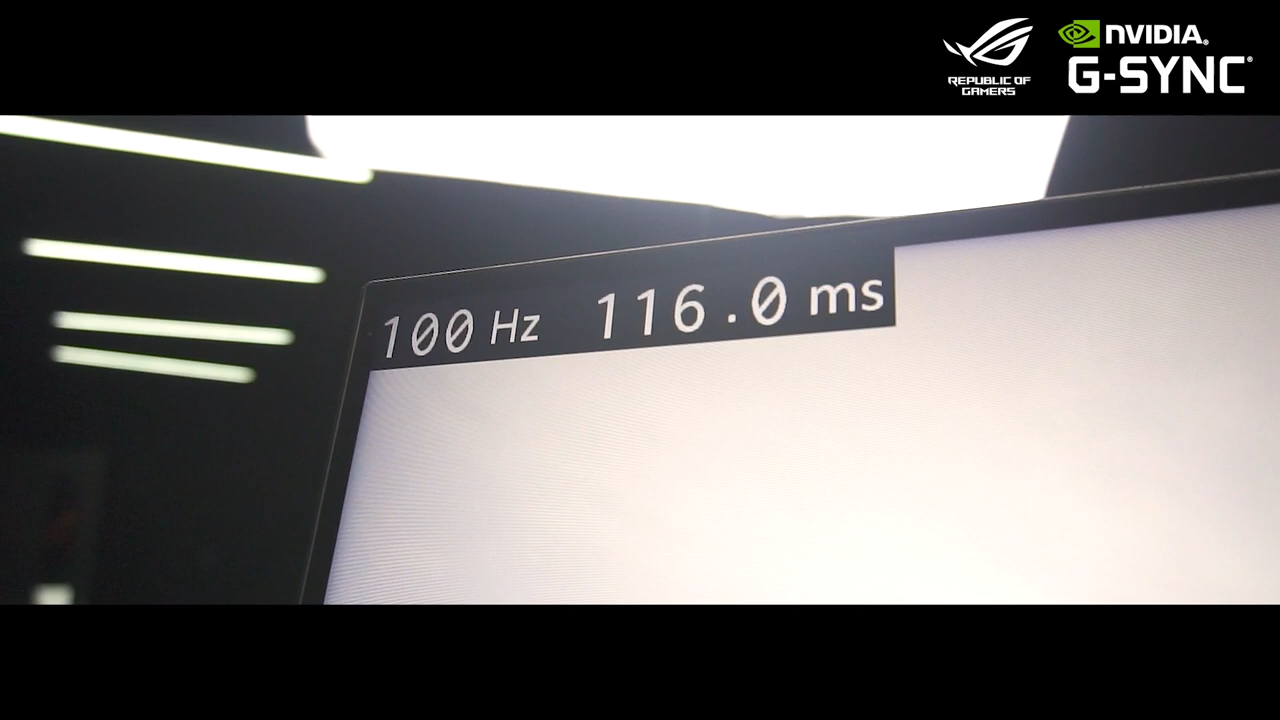 REPUBLIC OF
GAMERS
NVIDIA.
G-SYNC
100 Hz 116.0 ms